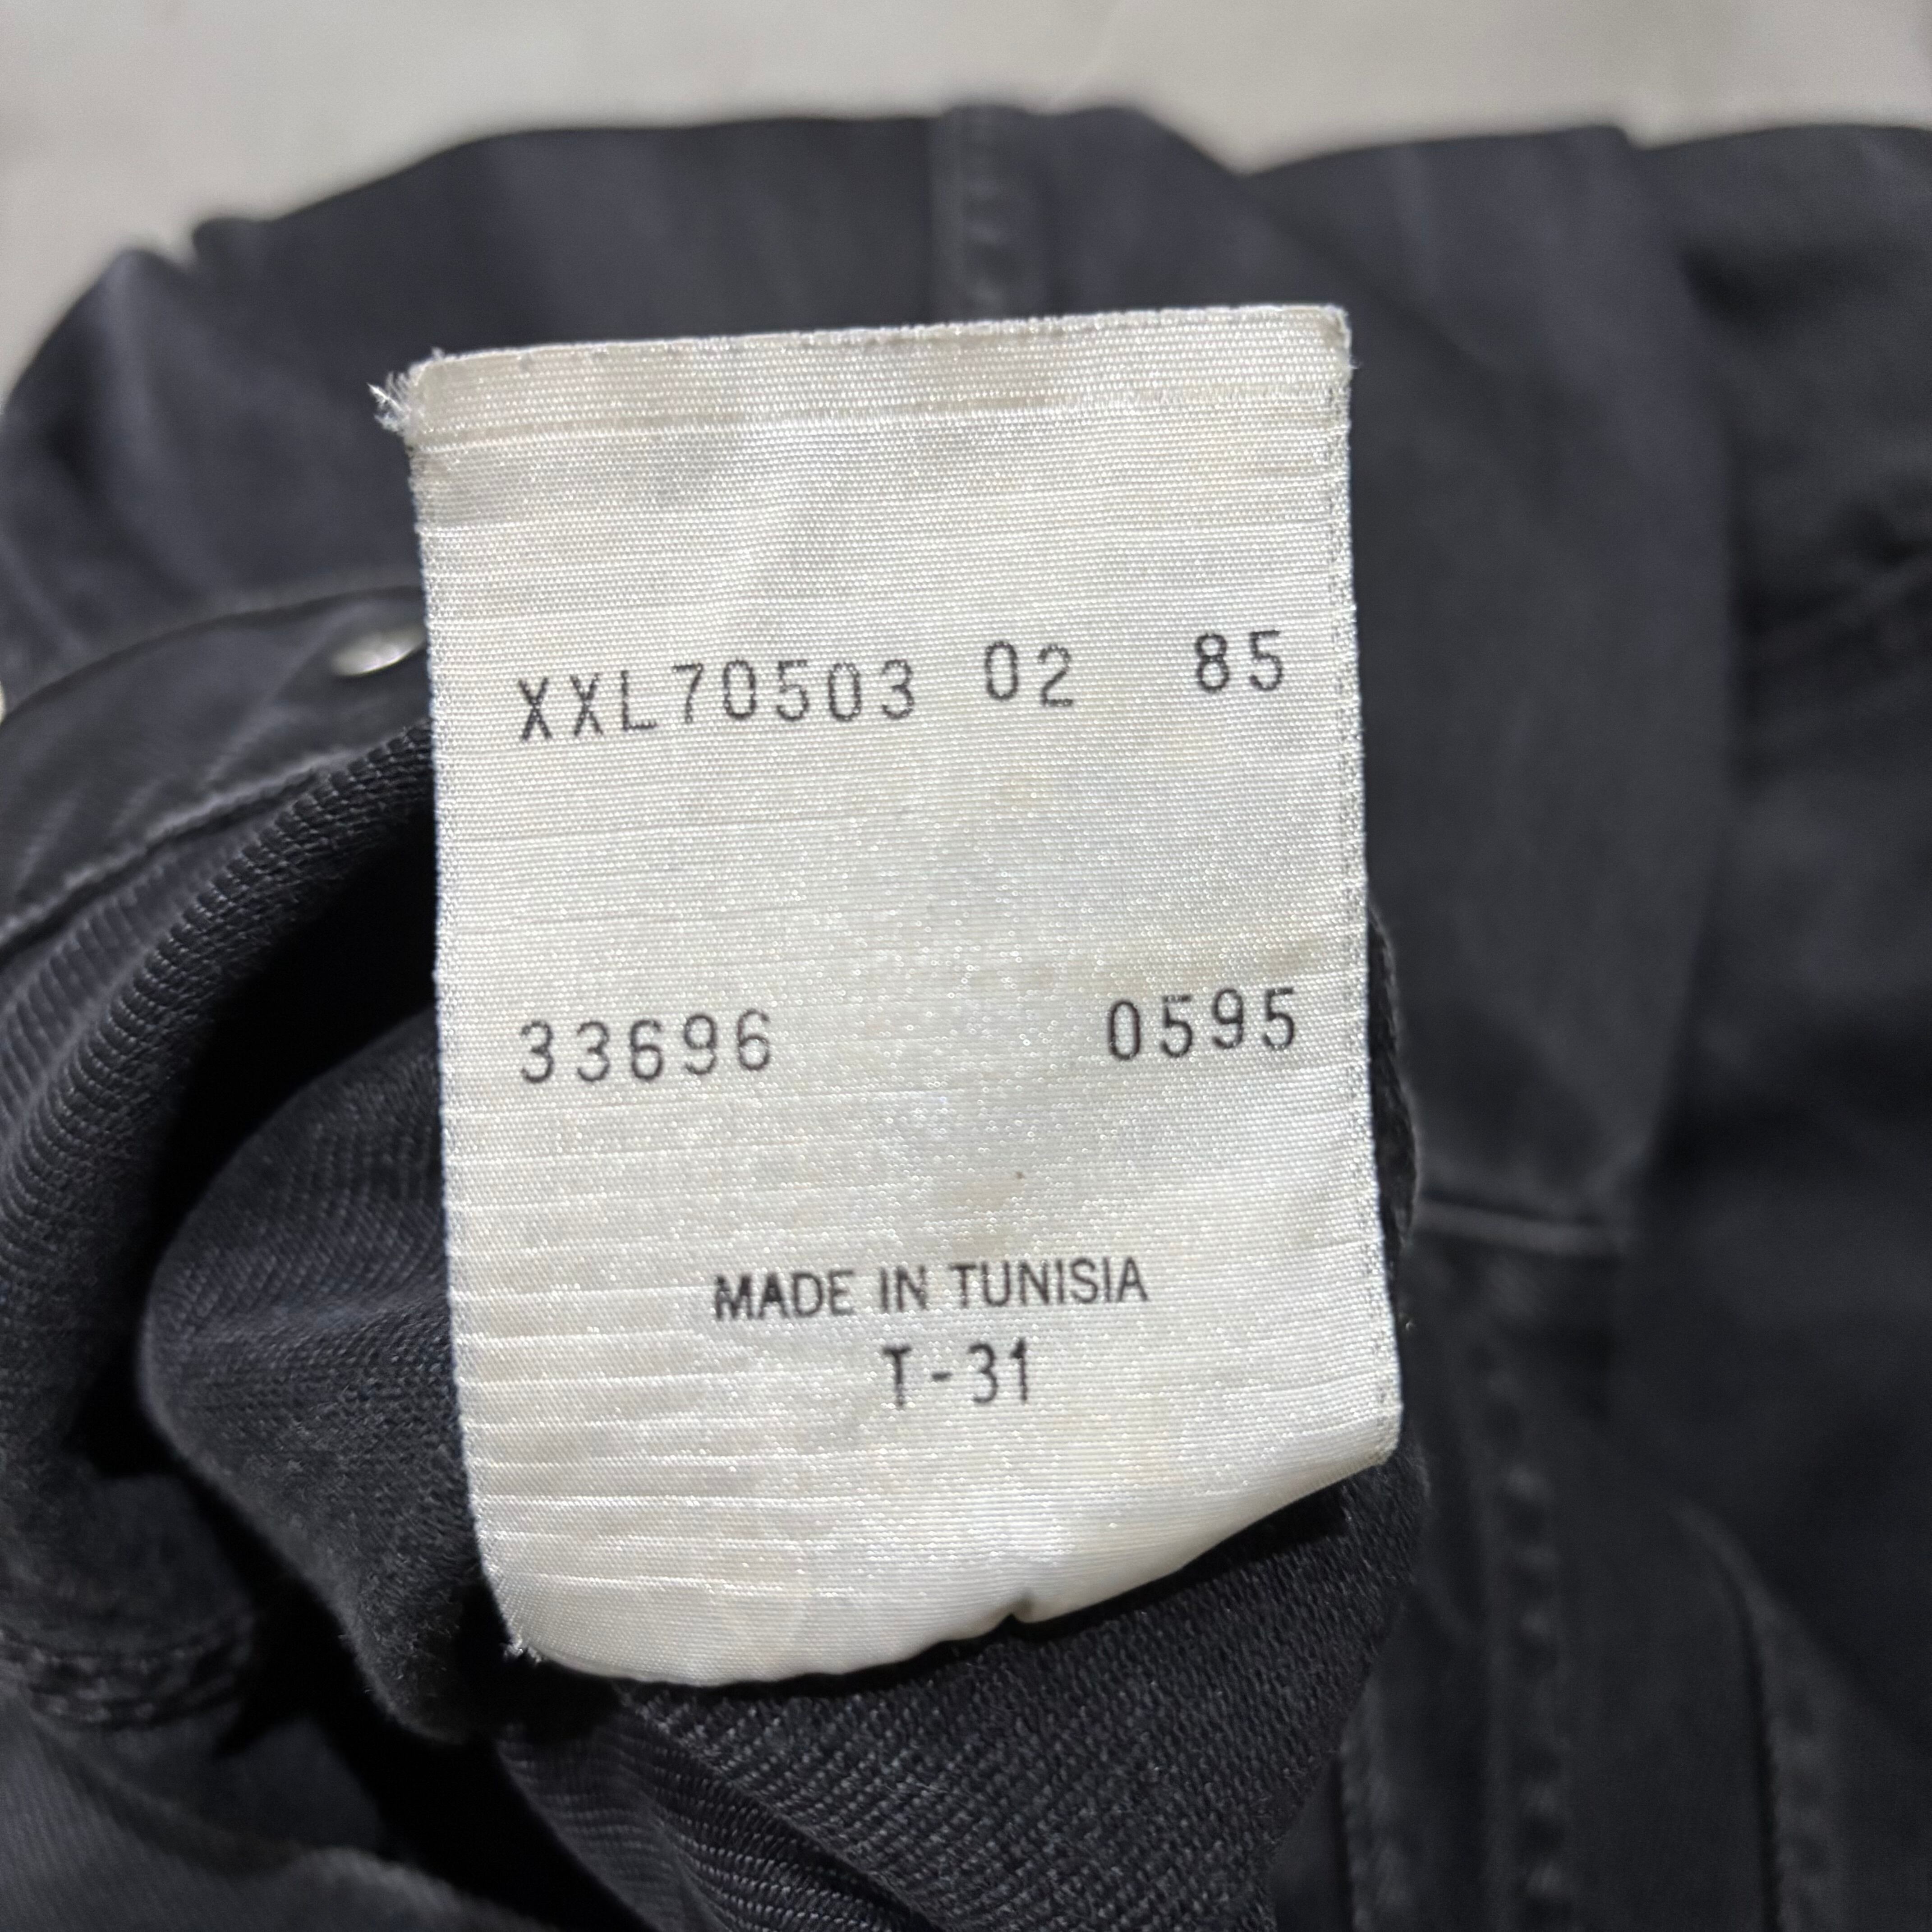 XXL70503 02 85
33696 0595
MADE IN TUNISIA
T-31